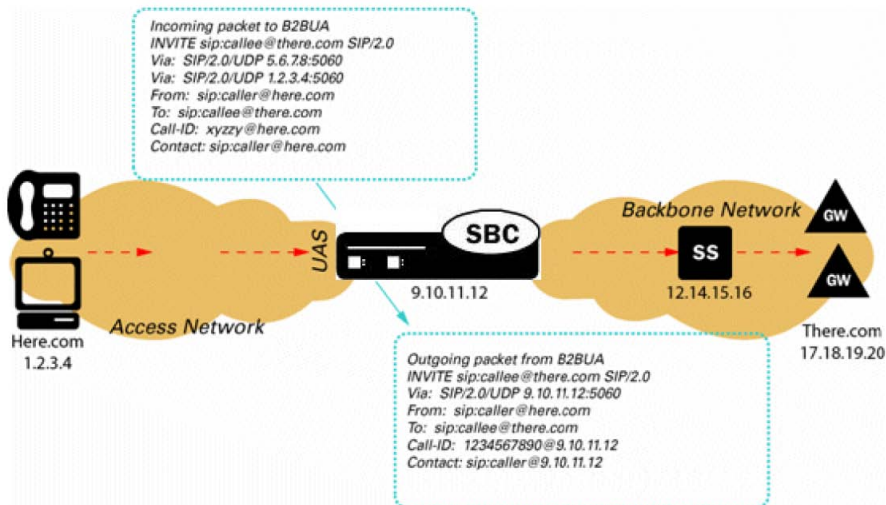 Incoming packet to B2BUA
INVITE sip:callee@there.com SIP/2.0
Via: SIP/2.0/UDP 5.6.7.8:5060
Via: SIP/2.0/UDP 1.2.3.4:5060
From: sip:caller@here.com
To: sip:callee@there.com
Call-ID: xyzzy@here.com
Contact: sip:caller@here.com
Backbone Network
GW
SBC
UAS
SS
GW
9.10.11.12
12.14.15.16
Access Network
Here.com
1.2.3.4
There.com
17.18.19.20
Outgoing packet from B2BUA
INVITE sip:callee@there.com SIP/2.0
Via: SIP/2.0/UDP 9.10.11.12:5060
From: sip:caller@here.com
To: sip:callee@there.com
Call-ID: 1234567890@9.10.11.12
Contact: sip:caller@9.10.11.12